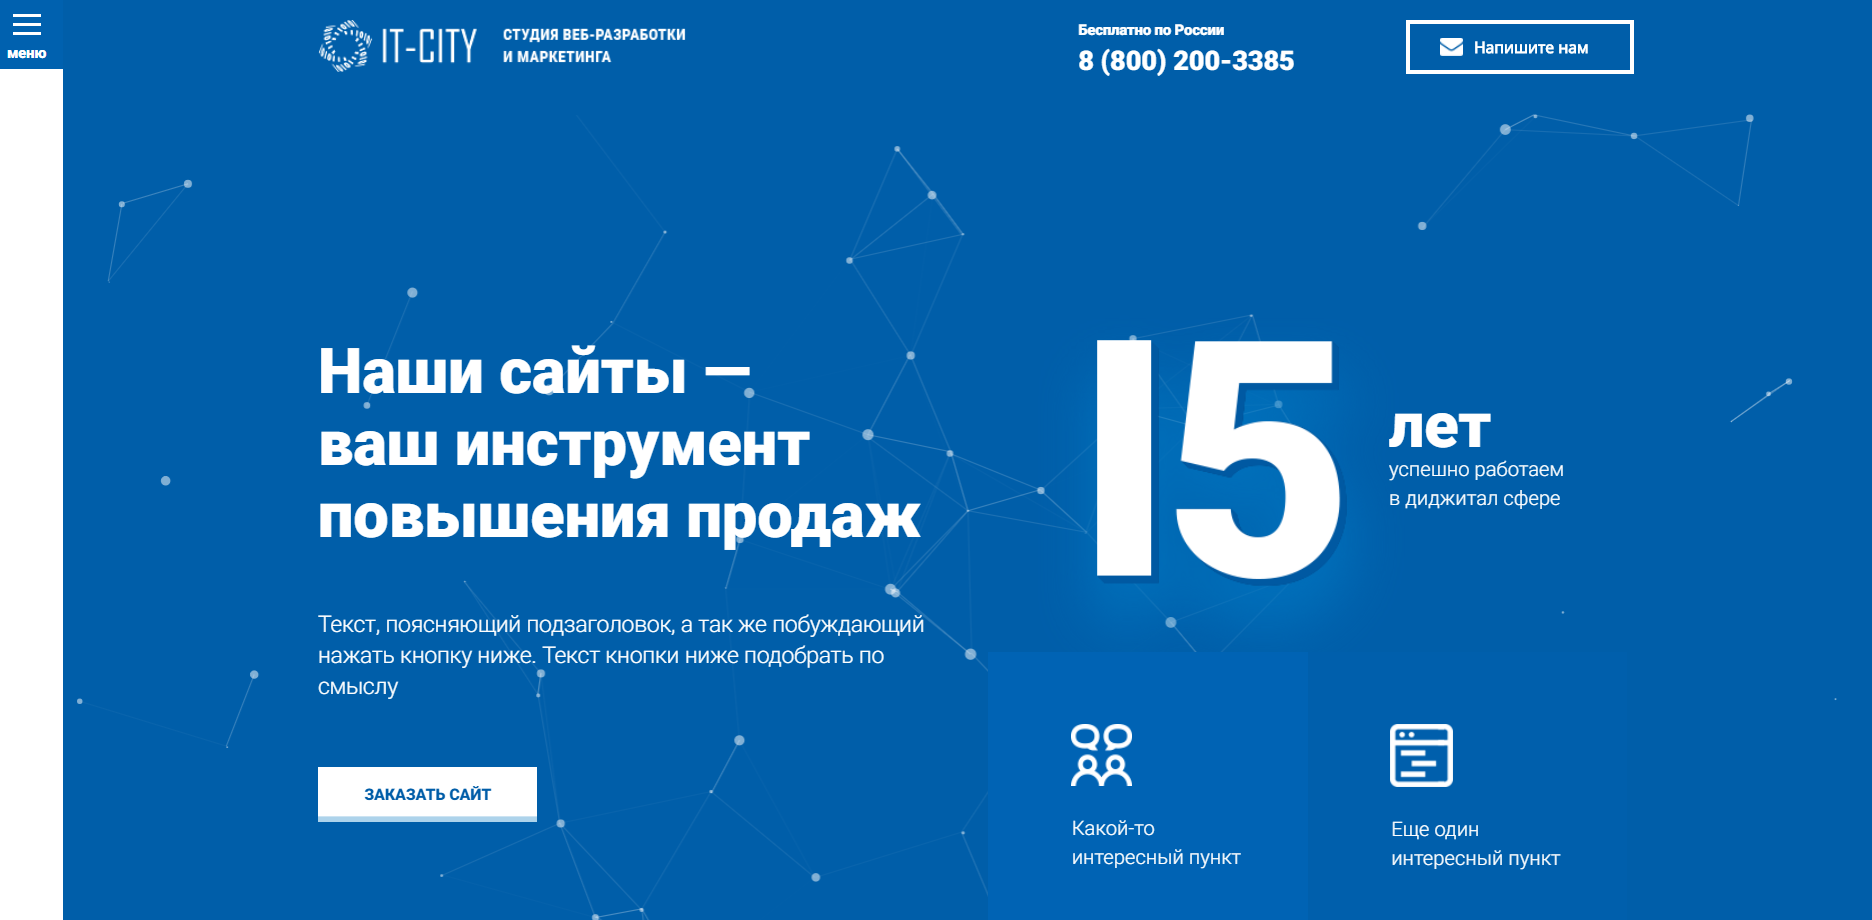 меню
IT-CITY
СТУДИЯ ВЕБ-РАЗРАБОТКИ
И МАРКЕТИНГА
Бесплатно по России
8 (800) 200-3385
Напишите нам
Наши сайты —
ваш инструмент
повышения продаж
15
лет
успешно работаем
в диджитал сфере
Текст, поясняющий подзаголовок, а так же побуждающий
нажать кнопку ниже. Текст кнопки ниже подобрать по
смыслу
ЗАКАЗАТЬ САЙТ
Какой-то
интересный пункт
Еще один
интересный пункт